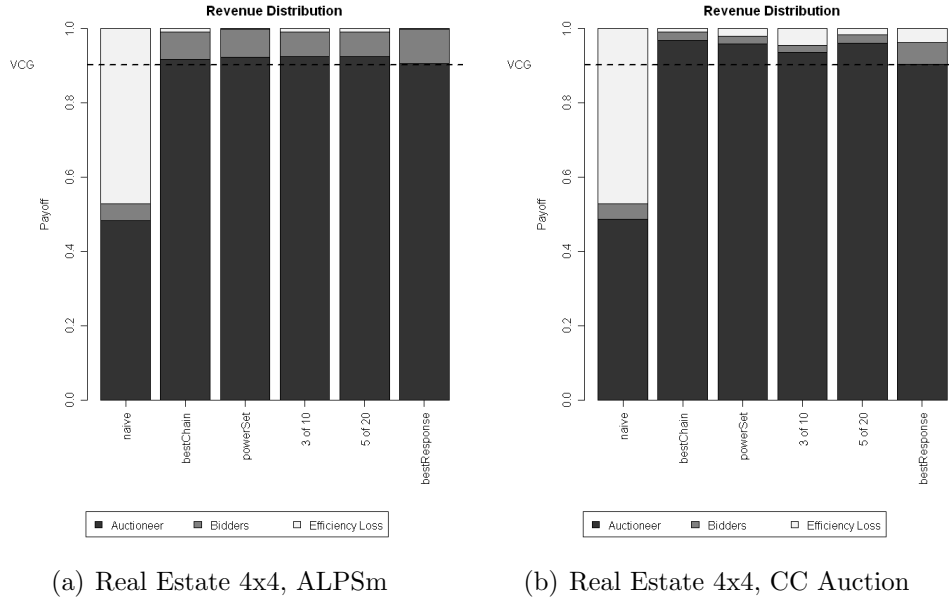 Revenue Distribution
VCG
Payoff
0.0 0.2 0.4 0.6 0.8 1.0
naive
bestChain
powerSet
3 of 10
5 of 20
bestResponse
Auctioneer Bidders Efficiency Loss
(a) Real Estate 4x4, ALPSm
Revenue Distribution
VCG
Payoff
0.0 0.2 0.4 0.6 0.8 1.0
naive
bestChain
powerSet
3 of 10
5 of 20
bestResponse
Auctioneer Bidders Efficiency Loss
(b) Real Estate 4x4, CC Auction